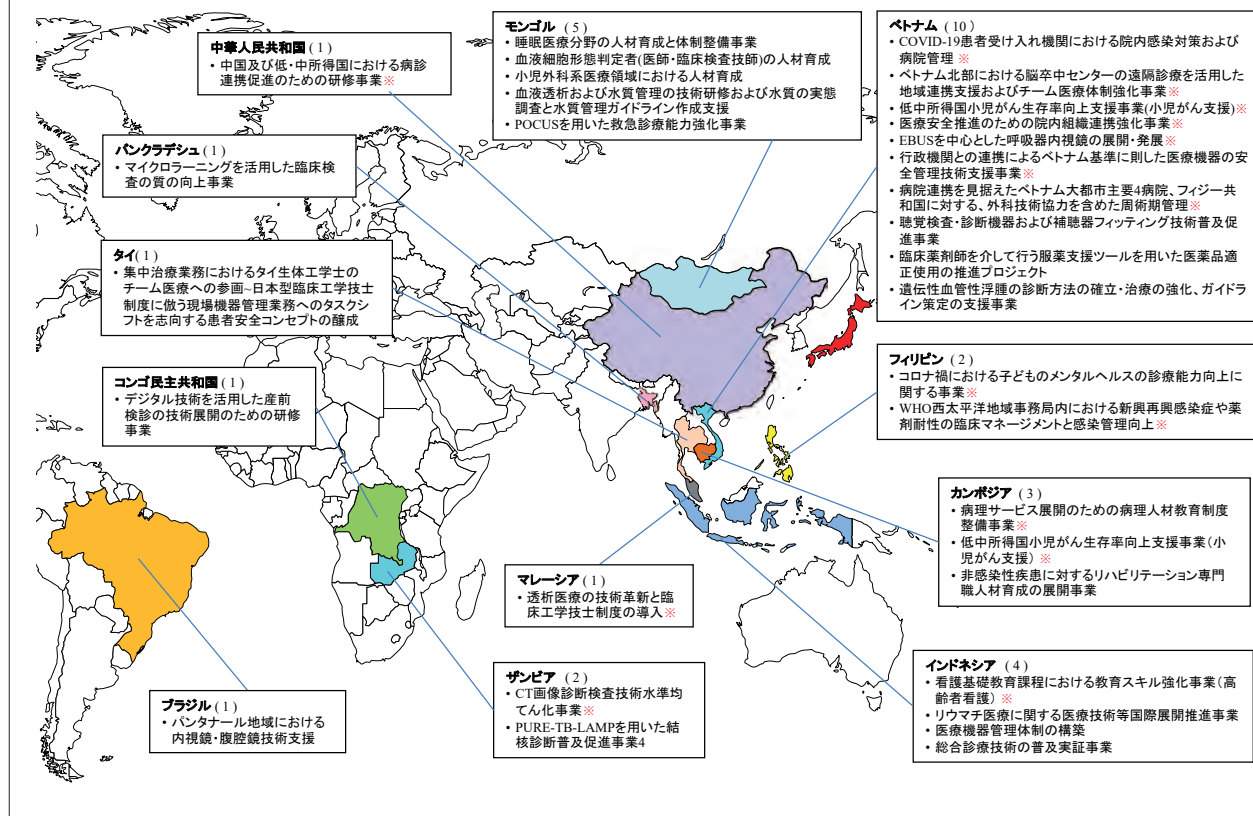 中華人民共和国 ( 1 )
• 中国及び低・中所得国における病診
連携促進のための研修事業※
バンクラデシュ ( 1 )
• マイクロラーニングを活用した臨床検
査の質の向上事業
タイ( 1 )
• 集中治療業務におけるタイ生体工学士の
チーム医療への参画~日本型臨床工学技士
制度に倣う現場機器管理業務へのタスクシ
フトを志向する患者安全コンセプトの醸成
コンゴ民主共和国 ( 1 )
• デジタル技術を活用した産前
検診の技術展開のための研修
事業
ブラジル ( 1 )
• パンタナール地域における
内視鏡・腹腔鏡技術支援
モンゴル ( 5 )
• 睡眠医療分野の人材育成と体制整備事業
• 血液細胞形態判定者(医師・臨床検査技師)の人材育成
• 小児外科系医療領域における人材育成
• 血液透析および水質管理の技術研修および水質の実態
調査と水質管理ガイドライン作成支援
• POCUSを用いた救急診療能力強化事業
マレーシア ( 1 )
• 透析医療の技術革新と臨
床工学技士制度の導入※
ザンビア ( 2 )
• CT画像診断検査技術水準均
てん化事業※
• PURE-TB-LAMPを用いた結
核診断普及促進事業4
ベトナム ( 10)
• COVID-19患者受け入れ機関における院内感染対策および
病院管理 ※
• ベトナム北部における脳卒中センターの遠隔診療を活用した
地域連携支援およびチーム医療体制強化事業※
• 低中所得国小児がん生存率向上支援事業(小児がん支援)※
• 医療安全推進のための院内組織連携強化事業※
• EBUSを中心とした呼吸器内視鏡の展開・発展※
• 行政機関との連携によるベトナム基準に則した医療機器の安
全管理技術支援事業※
• 病院連携を見据えたベトナム大都市主要4病院、フィジー共
和国に対する、外科技術協力を含めた周術期管理※
• 聴覚検査・診断機器および補聴器フィッティング技術普及促
進事業
• 臨床薬剤師を介して行う服薬支援ツールを用いた医薬品適
正使用の推進プロジェクト
• 遺伝性血管性浮腫の診断方法の確立・治療の強化、ガイドラ
イン策定の支援事業
フィリピン ( 2 )
• コロナ禍における子どものメンタルヘルスの診療能力向上に
関する事業※
• WHO西太平洋地域事務局内における新興再興感染症や薬
剤耐性の臨床マネージメントと感染管理向上※
カンボジア ( 3 )
• 病理サービス展開のための病理人材教育制度
整備事業※
• 低中所得国小児がん生存率向上支援事業(小
児がん支援) ※
• 非感染性疾患に対するリハビリテーション専門
職人材育成の展開事業
インドネシア ( 4 )
• 看護基礎教育課程における教育スキル強化事業(高
齢者看護) ※
• リウマチ医療に関する医療技術等国際展開推進事業
• 医療機器管理体制の構築
• 総合診療技術の普及実証事業